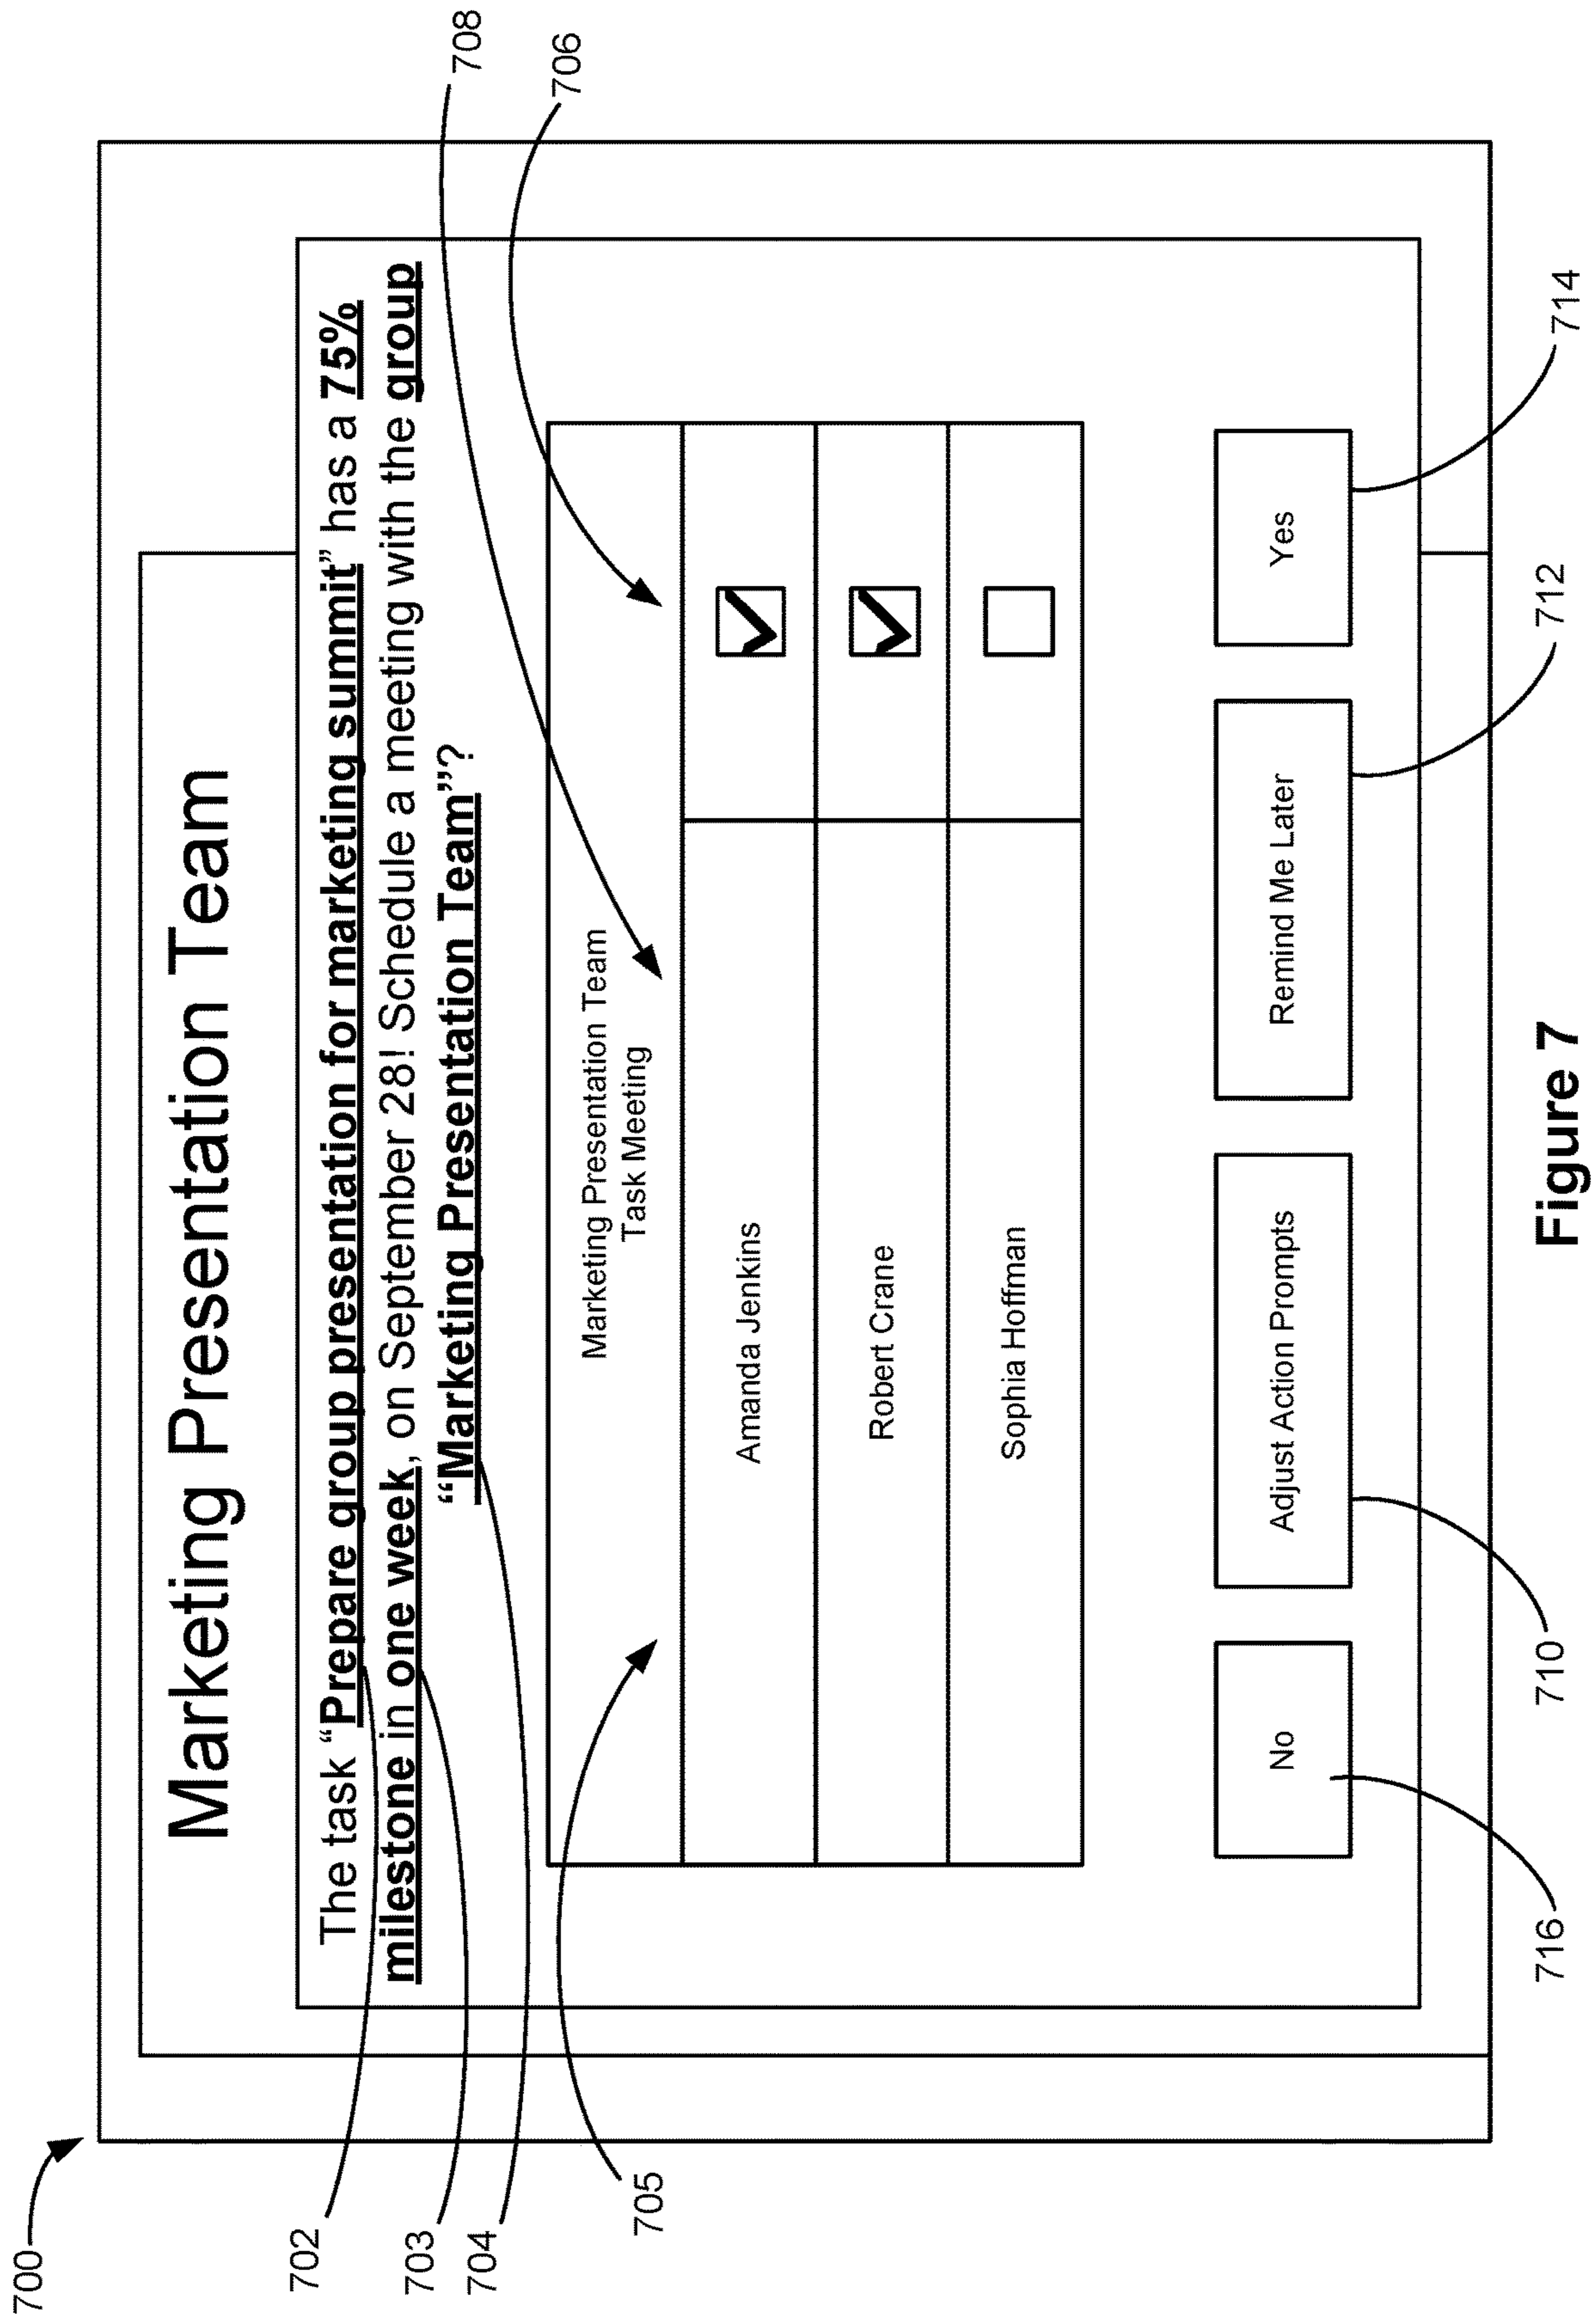 700
Marketing Presentation Team
The task “Prepare group presentation for marketing summit” has a 75%
milestone in one week, on September 28! Schedule a meeting with the group
“Marketing Presentation Team”?
702
703
704
705
708
706
Marketing Presentation Team
Task Meeting
Amanda Jenkins
Robert Crane
Sophia Hoffman
No
Adjust Action Prompts
Remind Me Later
Yes
716
710
712
714
Figure 7